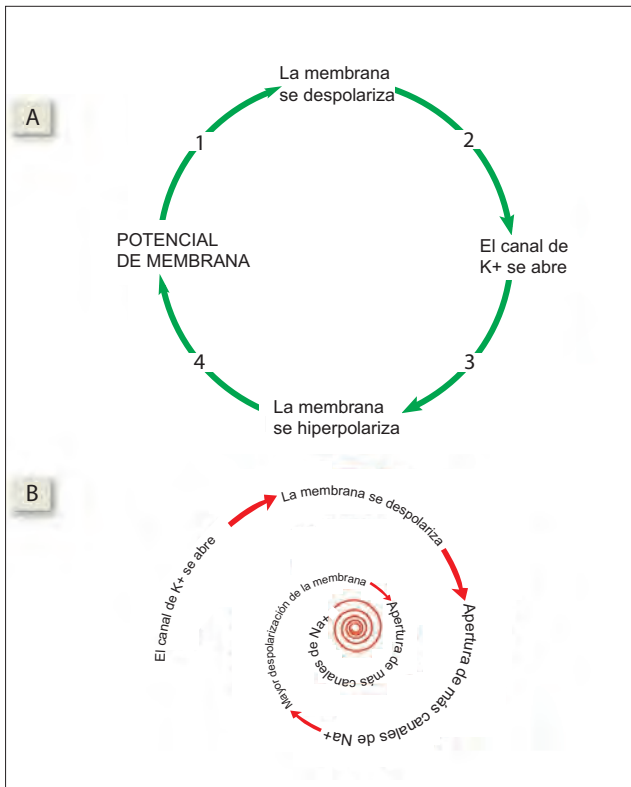 A
La membrana
se despolariza
1
2
POTENCIAL
DE MEMBRANA
El canal de
K+ se abre
4
3
La membrana
se hiperpolariza
B
El canal de K+ se abre
La membrana se despolariza
Apertura de más canales de Na+
Mayor despolarización de la membrana
Apertura de más canales de Na+